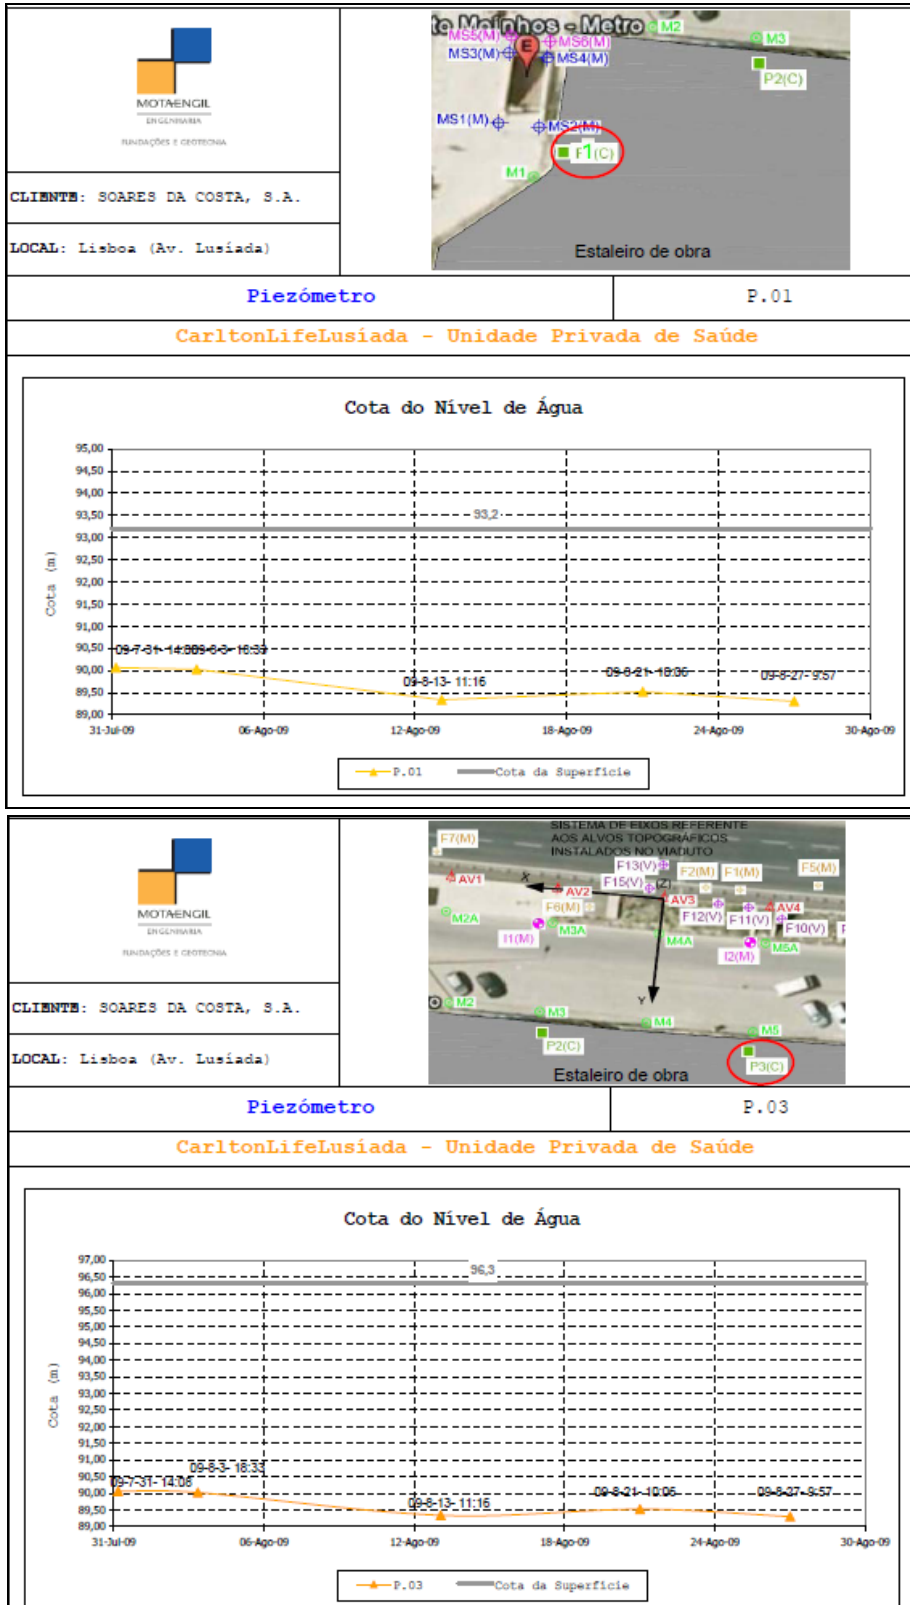 te Moinhos - Metro
M2
MS5(M)
MS6(M)
M3
MS3(M)
E
MS4(M)
P2(C)
MS1(M)
MS2(M)
1(C)
M1
Estaleiro de obra
MOTAENGIL
ENGENHARIA
FUNDAÇÕES E GEOTECNIA
CLIENTE: SOARES DA COSTA, S.A.
LOCAL: Lisboa (Av. Lusíada)
Piezómetro
P.01
CarltonLifeLusíada - Unidade Privada de Saúde
Cota do Nível de Água
Cota (m)
95,00
94,50
94,00
93,50
93,2
93,00
92,50
92,00
91,50
91,00
90,50
90,00
89,50
89,00
09-8-13- 11:16
09-8-27- 9:57
31-Jul-09 06-Ago-09 12-Ago-09 18-Ago-09 24-Ago-09 30-Ago-09
P.01 Cota da Superfície
SISTEMA DE EIXOS REFERENTE
AOS ALVOS TOPOGRÁFICOS
INSTALADOS NO VIADUTO
F7(M)
F13(V)
F5(M)
AV1
X
AV2
F15(V)
(Z)
F2(M)
F1(M)
AV3
F6(M)
AV4
M2A
F12(V)
F11(V)
F10(V)
I1(M)
M3A
M4A
I2(M)
M5A
Y
M2
M3
M4
M5
P2(C)
P3(C)
Estaleiro de obra
MOTAENGIL
ENGENHARIA
FUNDAÇÕES E GEOTECNIA
CLIENTE: SOARES DA COSTA, S.A.
LOCAL: Lisboa (Av. Lusíada)
Piezómetro
P.03
CarltonLifeLusíada - Unidade Privada de Saúde
Cota do Nível de Água
Cota (m)
97,00
96,50
96,3
96,00
95,50
95,00
94,50
94,00
93,50
93,00
92,50
92,00
91,50
91,00
90,50
90,00
89,50
89,00
09-7-31- 14:08
09-8-3- 18:33
09-8-13- 11:16
09-8-21- 10:06
09-8-27- 9:57
31-Jul-09 06-Ago-09 12-Ago-09 18-Ago-09 24-Ago-09 30-Ago-09
P.03 Cota da Superfície